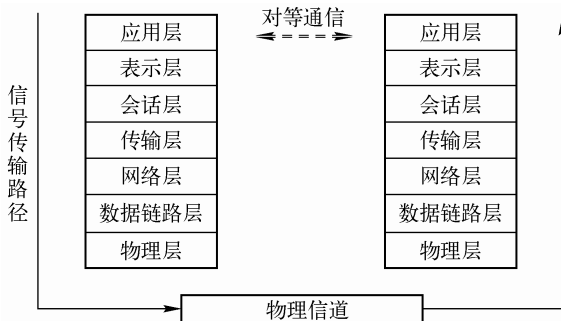 对等通信
应用层
表示层
会话层
传输层
网络层
数据链路层
物理层
应用层
表示层
会话层
传输层
网络层
数据链路层
物理层
信号传输路径
物理信道